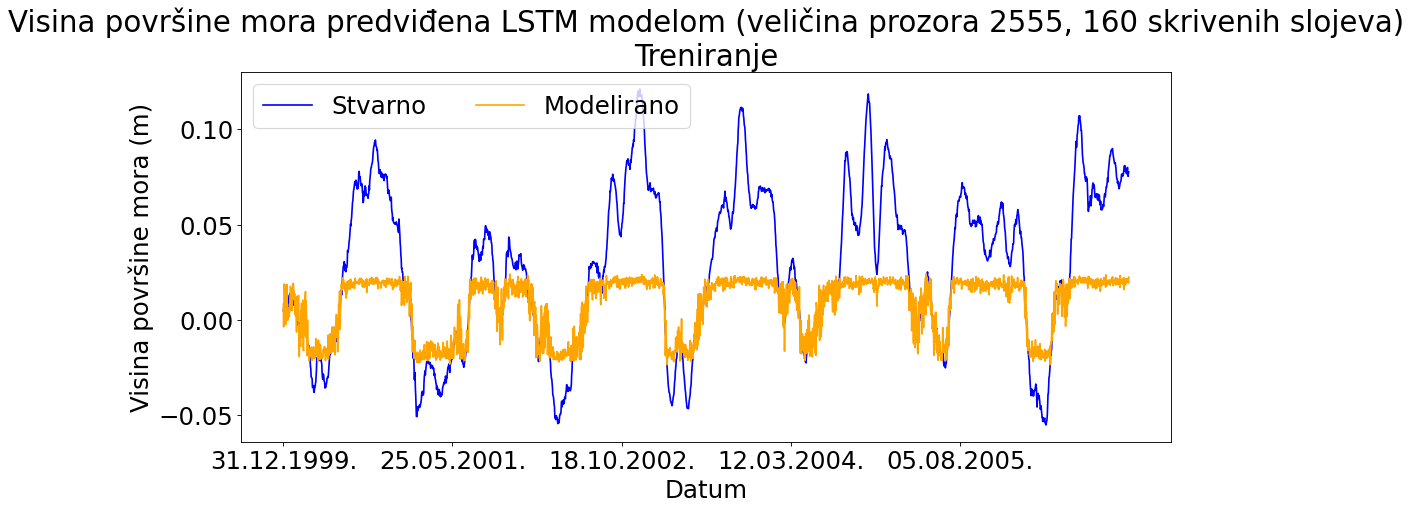 Visina površine mora predviđena LSTM modelom (veličina prozora 2555, 160 skrivenih slojeva)
Treniranje
Stvarno Modelirano
Visina površine mora (m)
0.10
0.05
0.00
−0.05
31.12.1999. 25.05.2001. 18.10.2002. 12.03.2004. 05.08.2005.
Datum